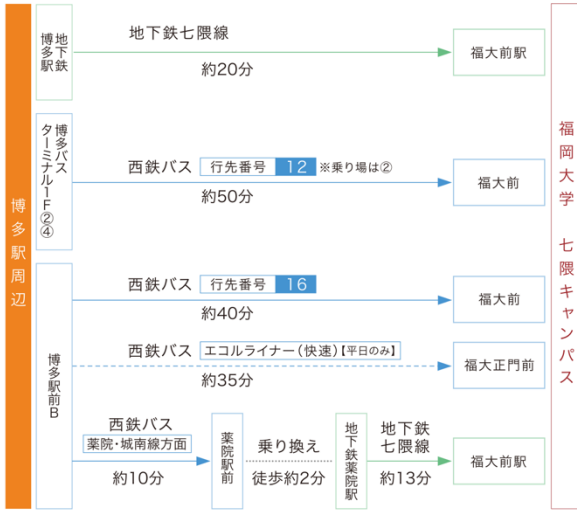 博多駅周辺
地下鉄
博多駅
地下鉄七隈線
約20分
福大前駅
博多バス
ターミナル1F②④
西鉄バス 行先番号 12 ※乗り場は②
約50分
福大前
博多駅前B
西鉄バス 行先番号 16
約40分
福大前
西鉄バス エコルライナー(快速)【平日のみ】
約35分
福大正門前
西鉄バス
薬院・城南線方面
約10分
薬院駅前
乗り換え
徒歩約2分
地下鉄薬院駅
地下鉄
七隈線
約13分
福大前駅
福岡大学 七隈キャンパス